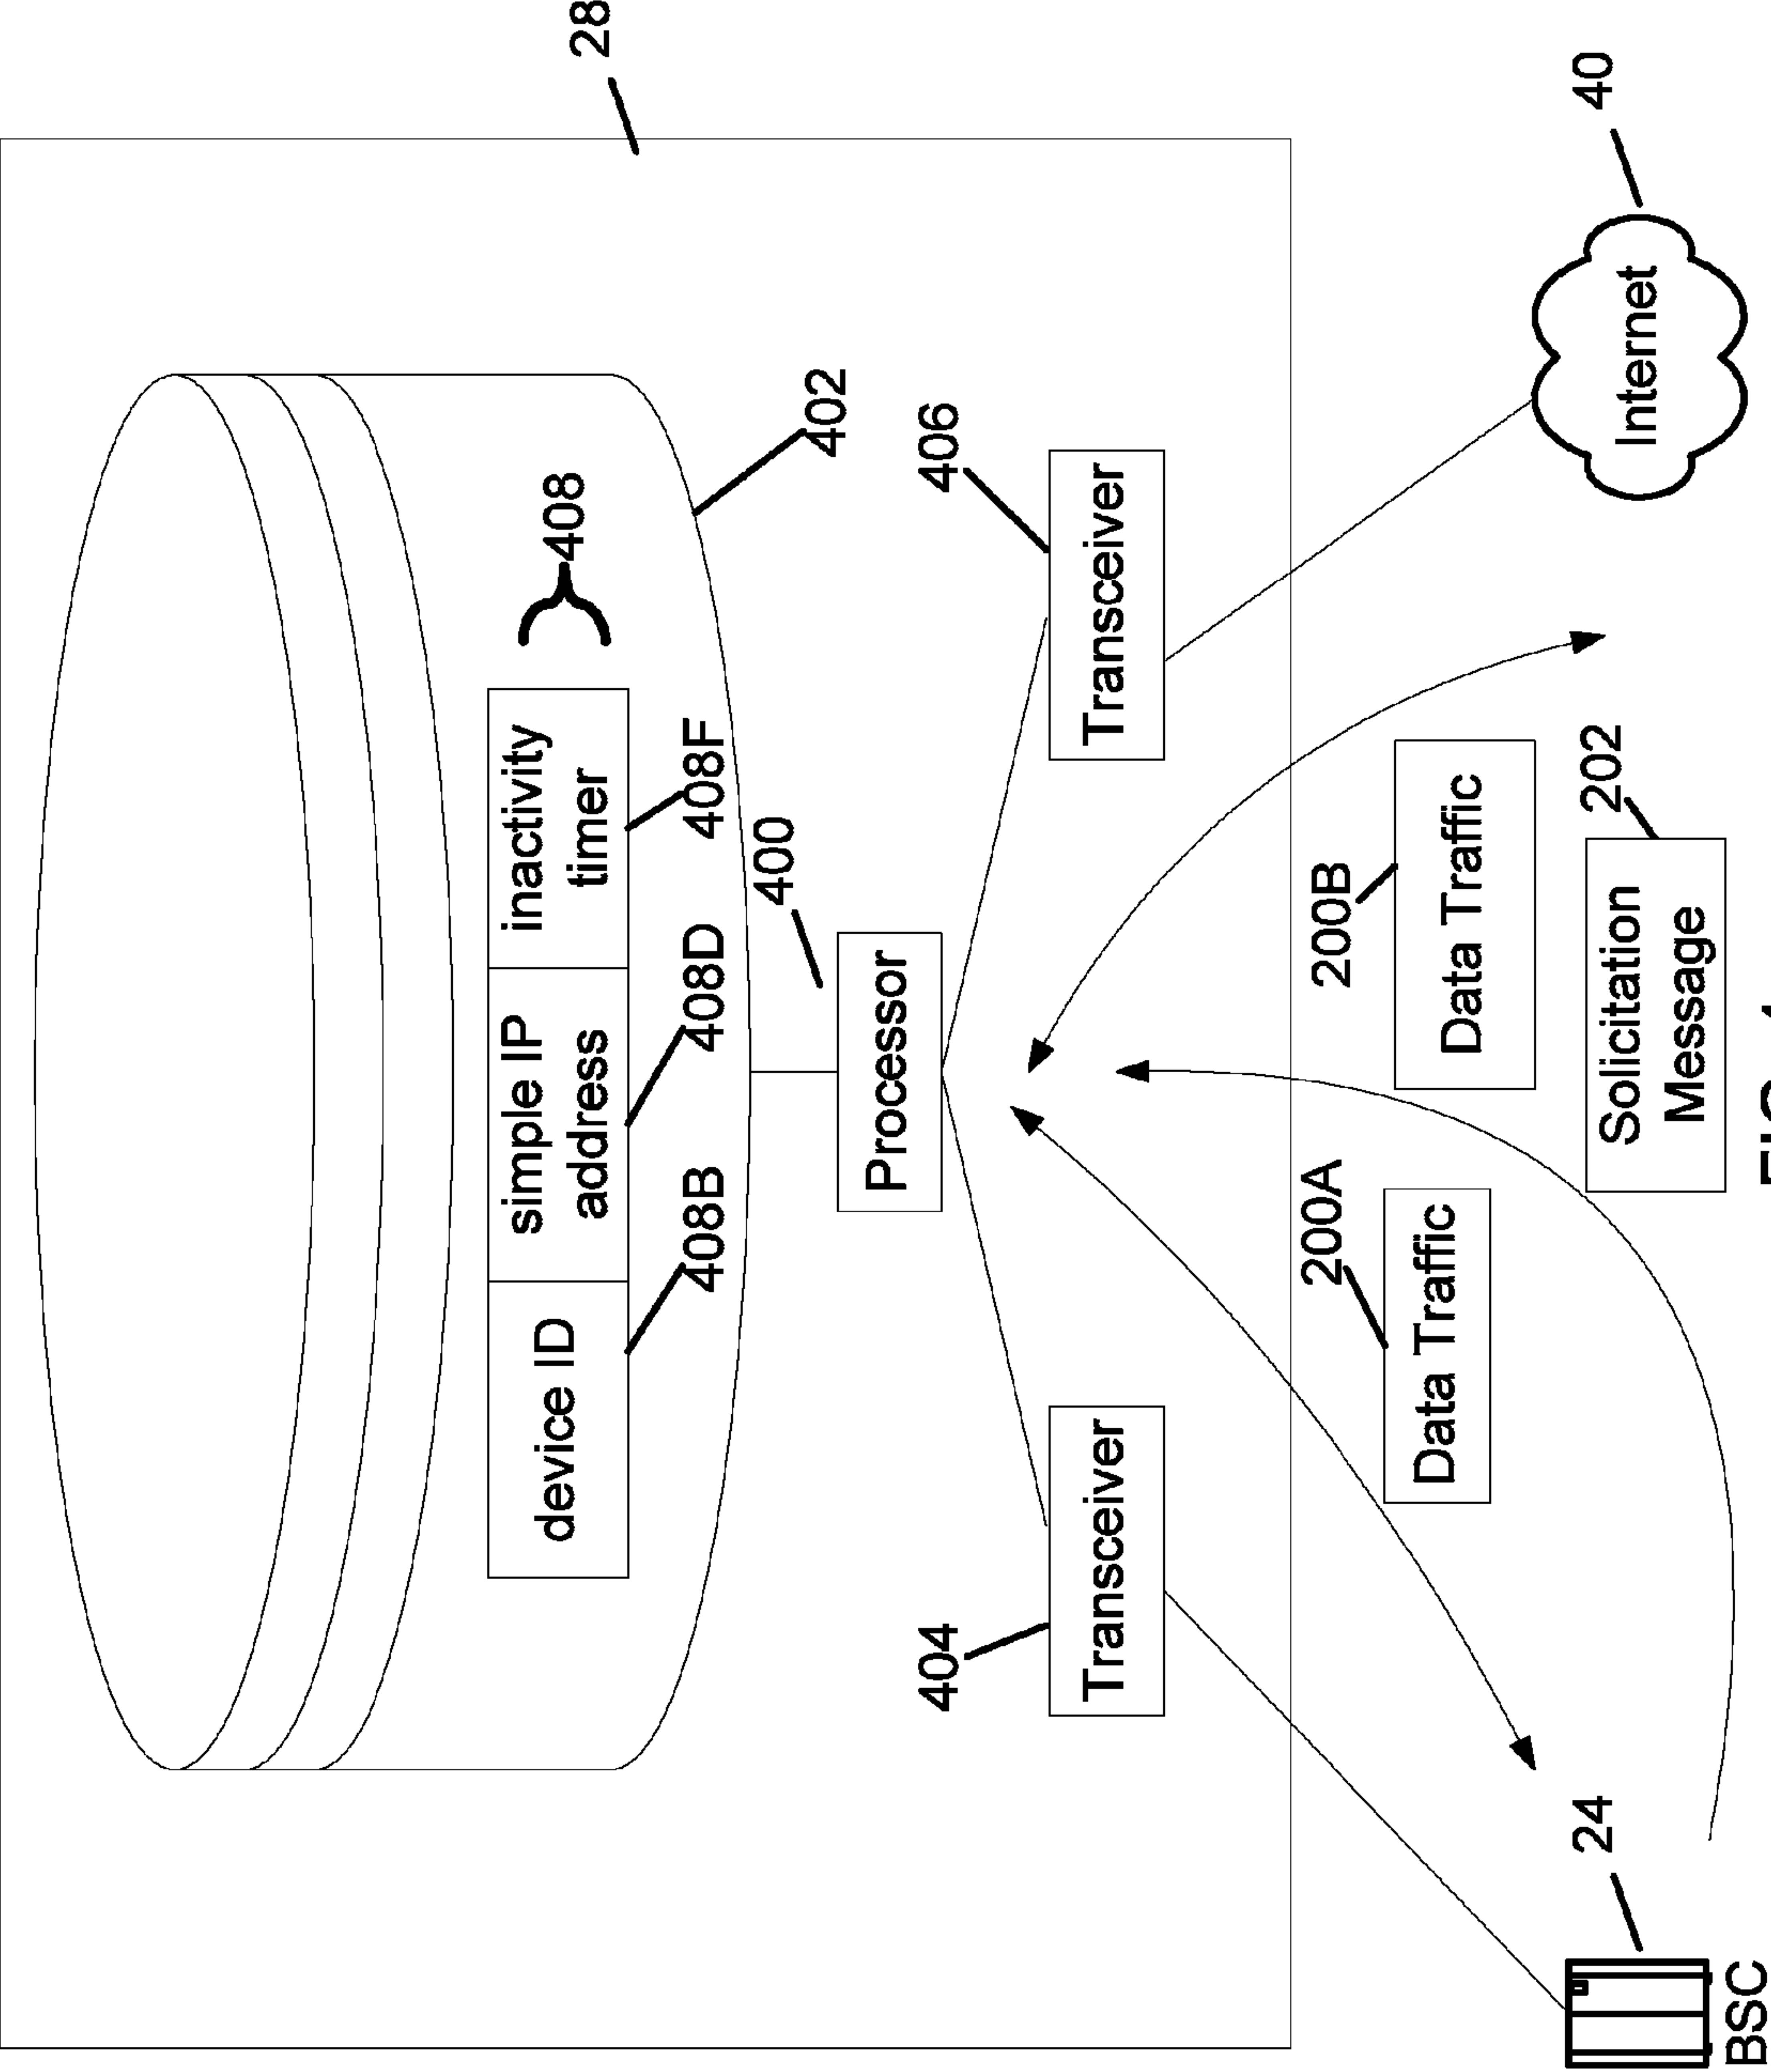 28
408
device ID
simple IP
address
inactivity
timer
408B
408D
408F
402
400
Processor
404
406
Transceiver
Transceiver
200A
200B
Data Traffic
Data Traffic
24
202
40
Solicitation
Message
Internet
BSC